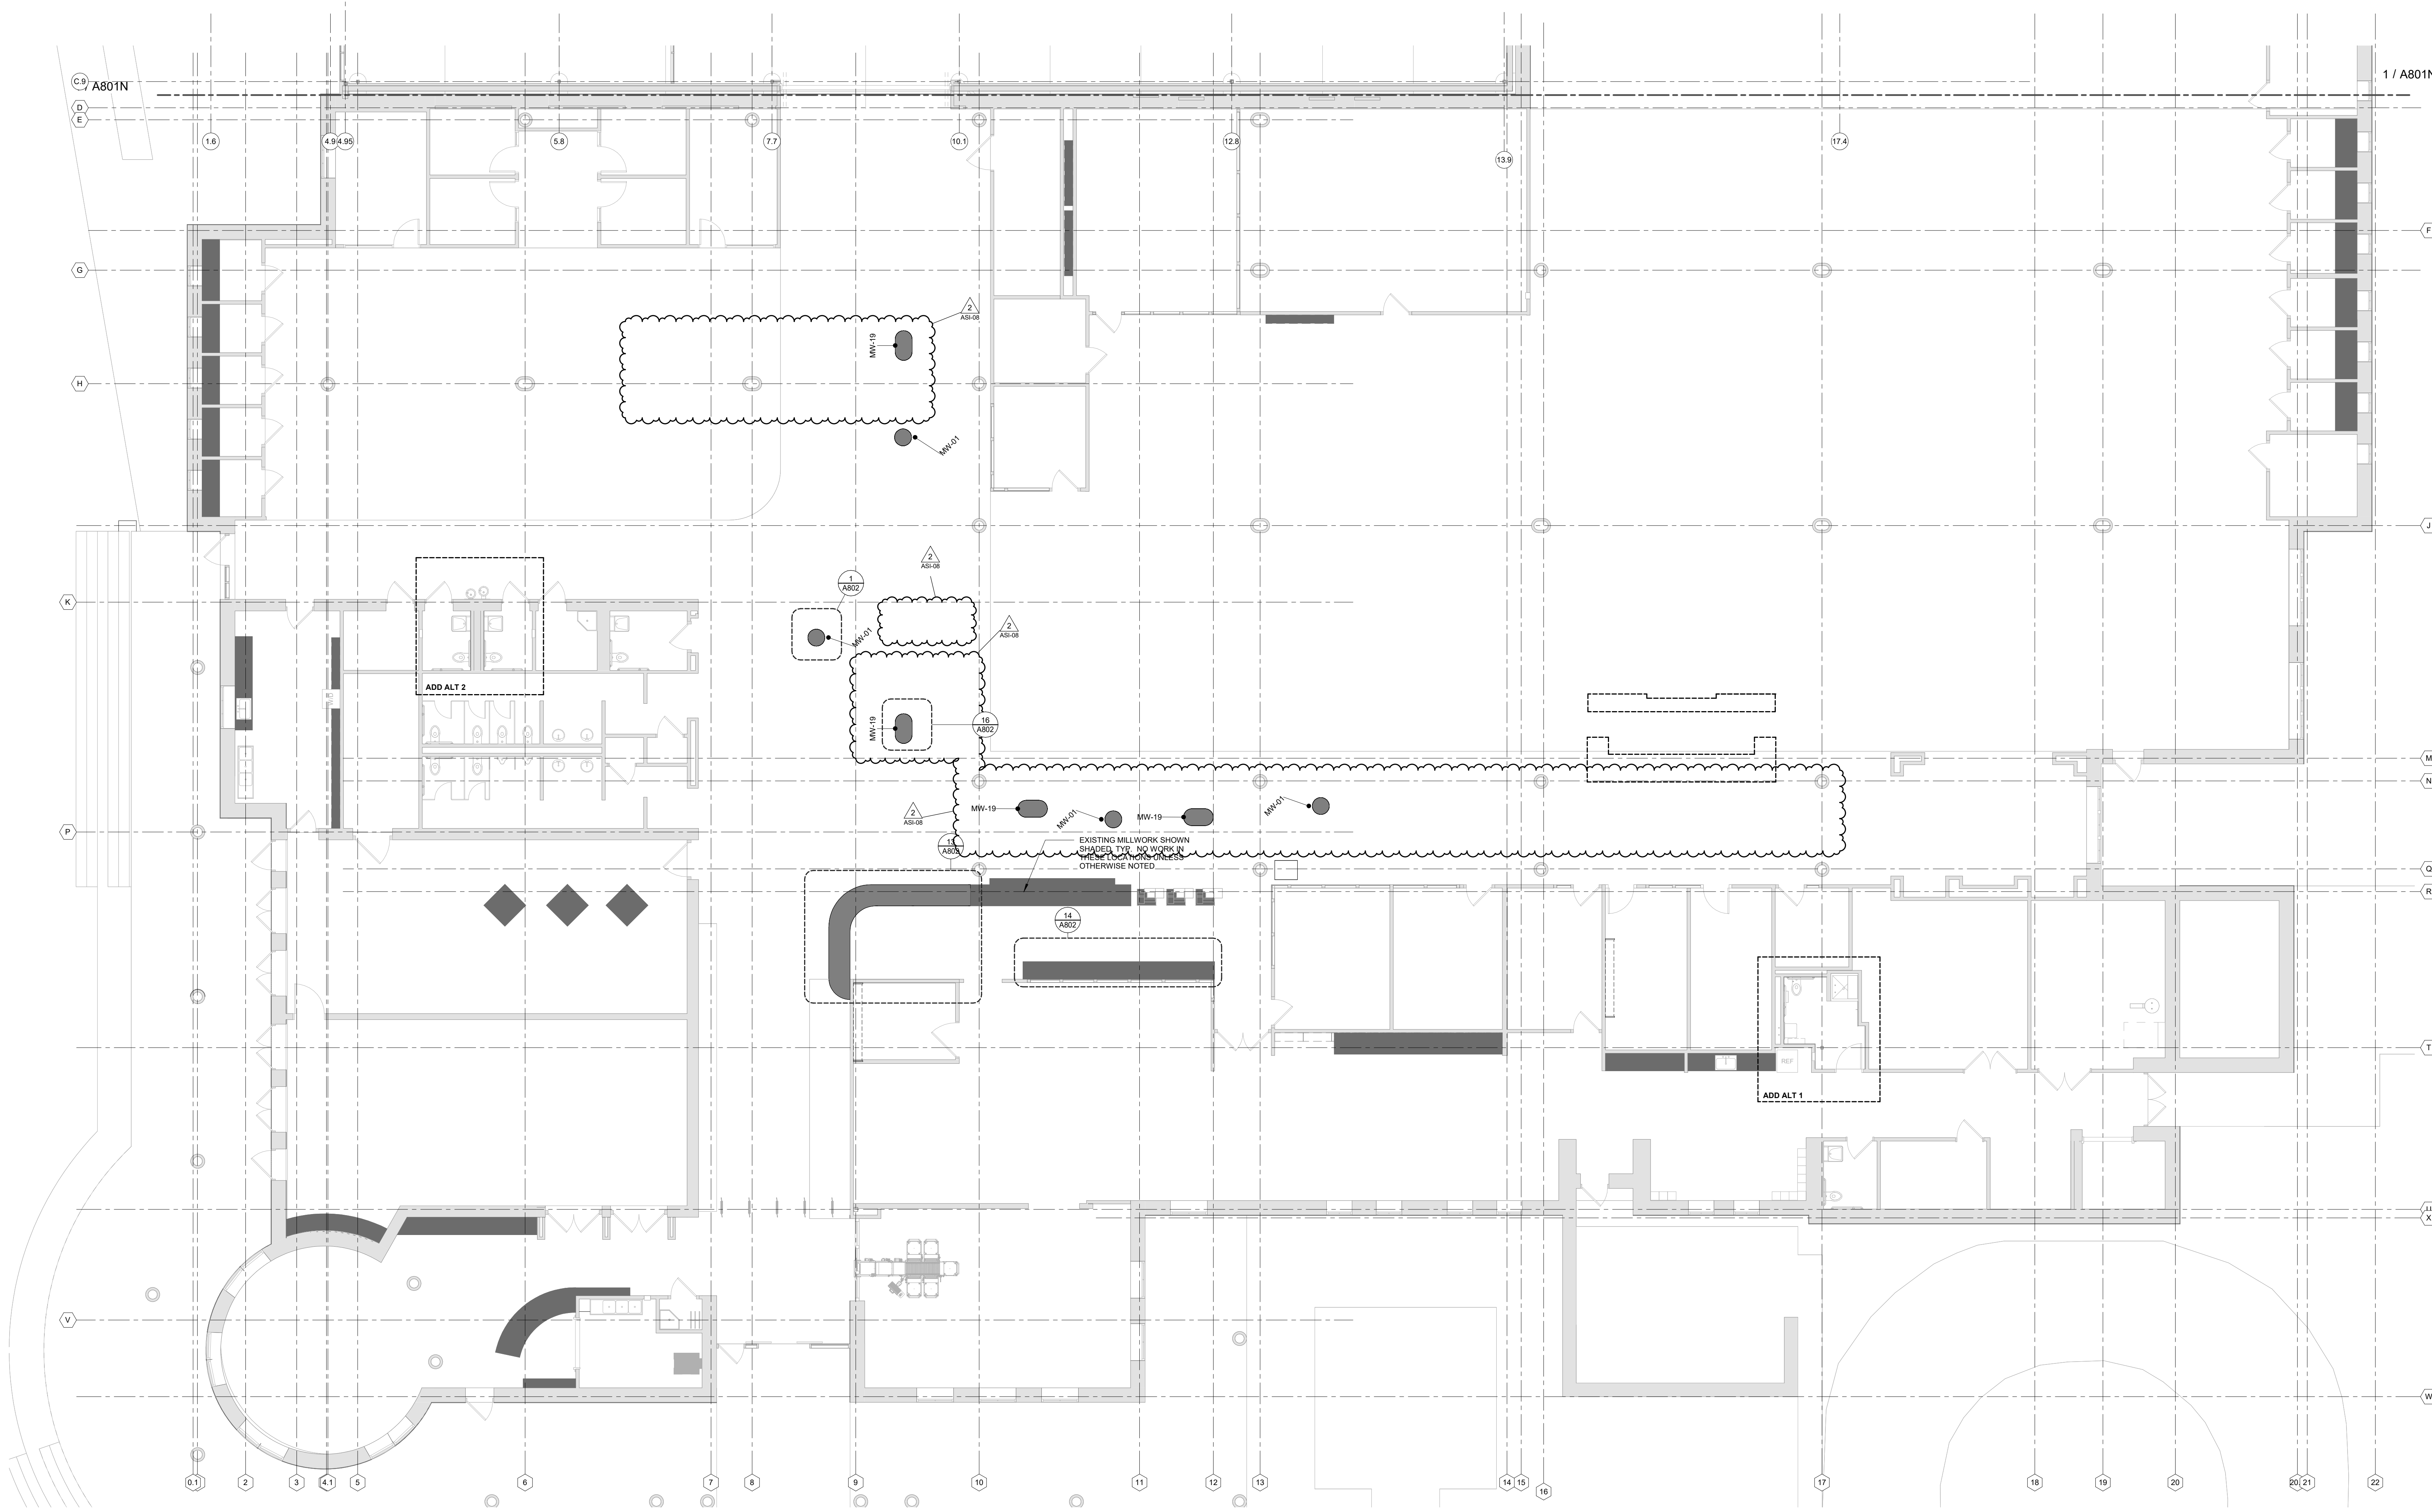 C.9
/ A801N
1 / A801N
D
E
1.6
4.9
4.95
5.8
7.7
10.1
12.8
13.9
17.4
F
G
2
ASI-08
MW-19
H
MW-01
J
2
ASI-08
1
A802
K
2
ASI-08
MW-01
ADD ALT 2
MW-19
16
A802
M
N
2
ASI-08
MW-19
MW-01
MW-19
MW-01
P
13
A802
EXISTING MILLWORK SHOWN
SHADED, TYP. NO WORK IN
THESE LOCATIONS UNLESS
OTHERWISE NOTED
Q
R
14
A802
T
REF
ADD ALT 1
U
X
V
W
0.1
2
3
4.1
5
6
7
8
9
10
11
12
13
14
15
16
17
18
19
20
20.
21
22